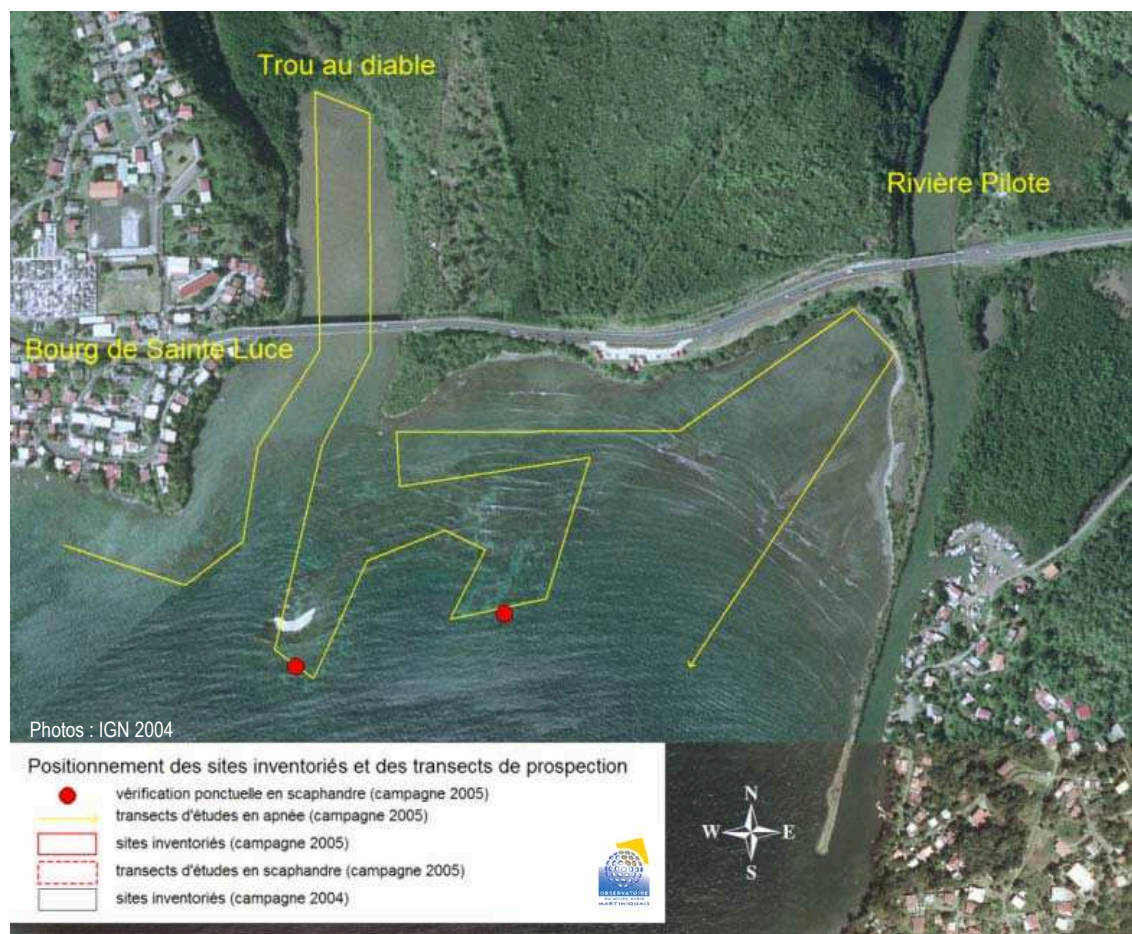 Trou au diable
Rivière Pilote
Bourg de Sainte Luce
Photos : IGN 2004
Positionnement des sites inventoriés et des transects de prospection
vérification ponctuelle en scaphandre (campagne 2005)
transects d'études en apnée (campagne 2005)
sites inventoriés (campagne 2005)
transects d'études en scaphandre (campagne 2005)
sites inventoriés (campagne 2004)
N
W E
S
OBSERVATOIRE
MARTINIQUAIS